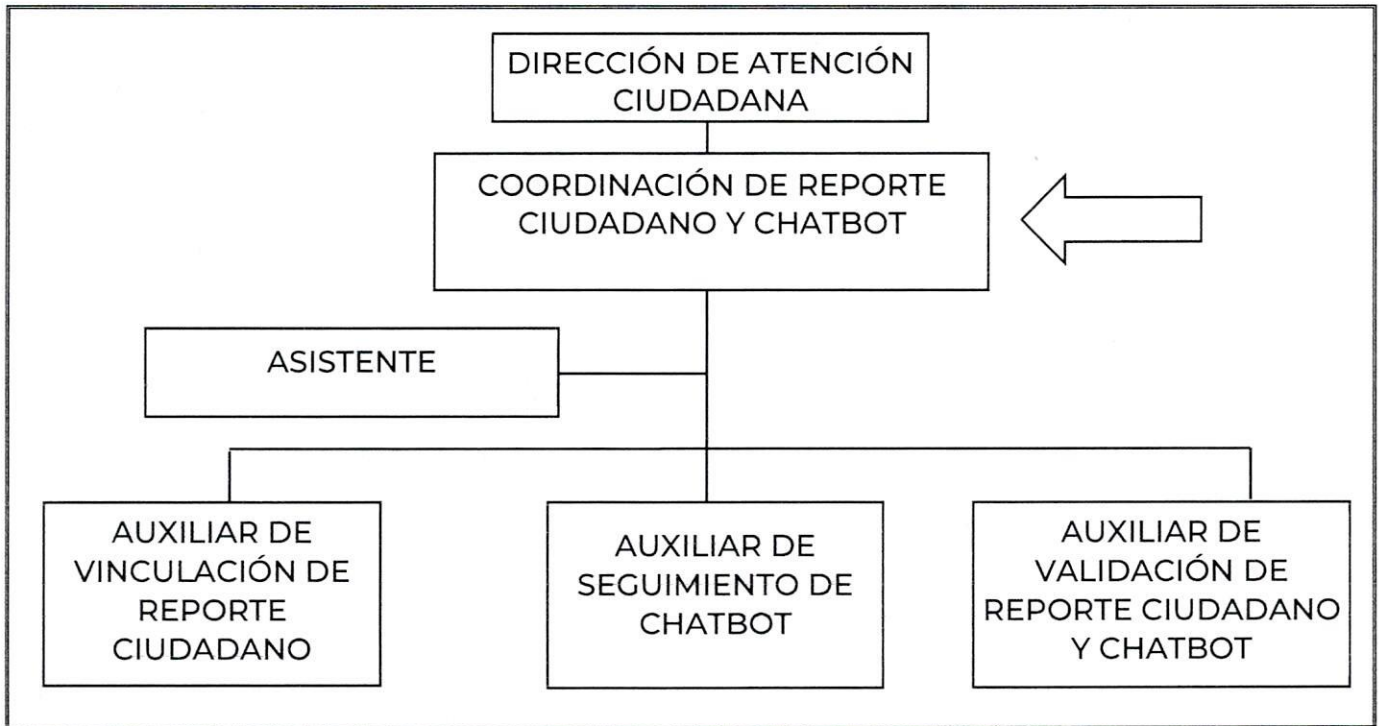 DIRECCIÓN DE ATENCIÓN
CIUDADANA
COORDINACIÓN DE REPORTE
CIUDADANO Y CHATBOT
ASISTENTE
AUXILIAR DE
VINCULACIÓN DE
REPORTE
CIUDADANO
AUXILIAR DE
SEGUIMIENTO DE
CHATBOT
AUXILIAR DE
VALIDACIÓN DE
REPORTE CIUDADANO
Y CHATBOT